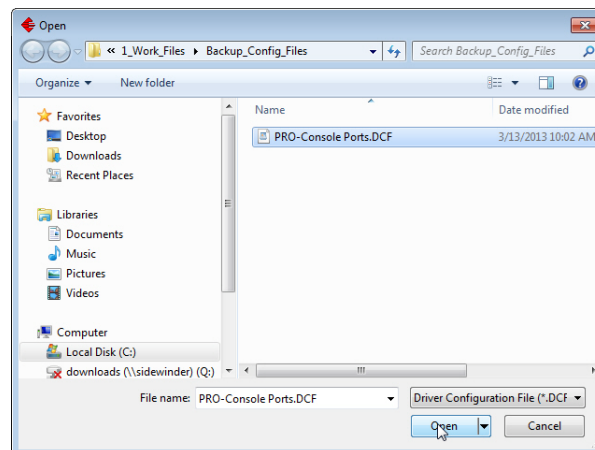 Open
« 1_Work_Files Backup_Config_Files Search Backup_Config_Files
Organize New folder
Name Date modified
Favorites
Desktop
Downloads
Recent Places
Libraries
Documents
Music
Pictures
Videos
Computer
Local Disk (C:)
downloads (\\sidewinder) (Q:)
PRO-Console Ports.DCF 3/13/2013 10:02 AM
File name: PRO-Console Ports.DCF Driver Configuration File (*.DCF
Open Cancel